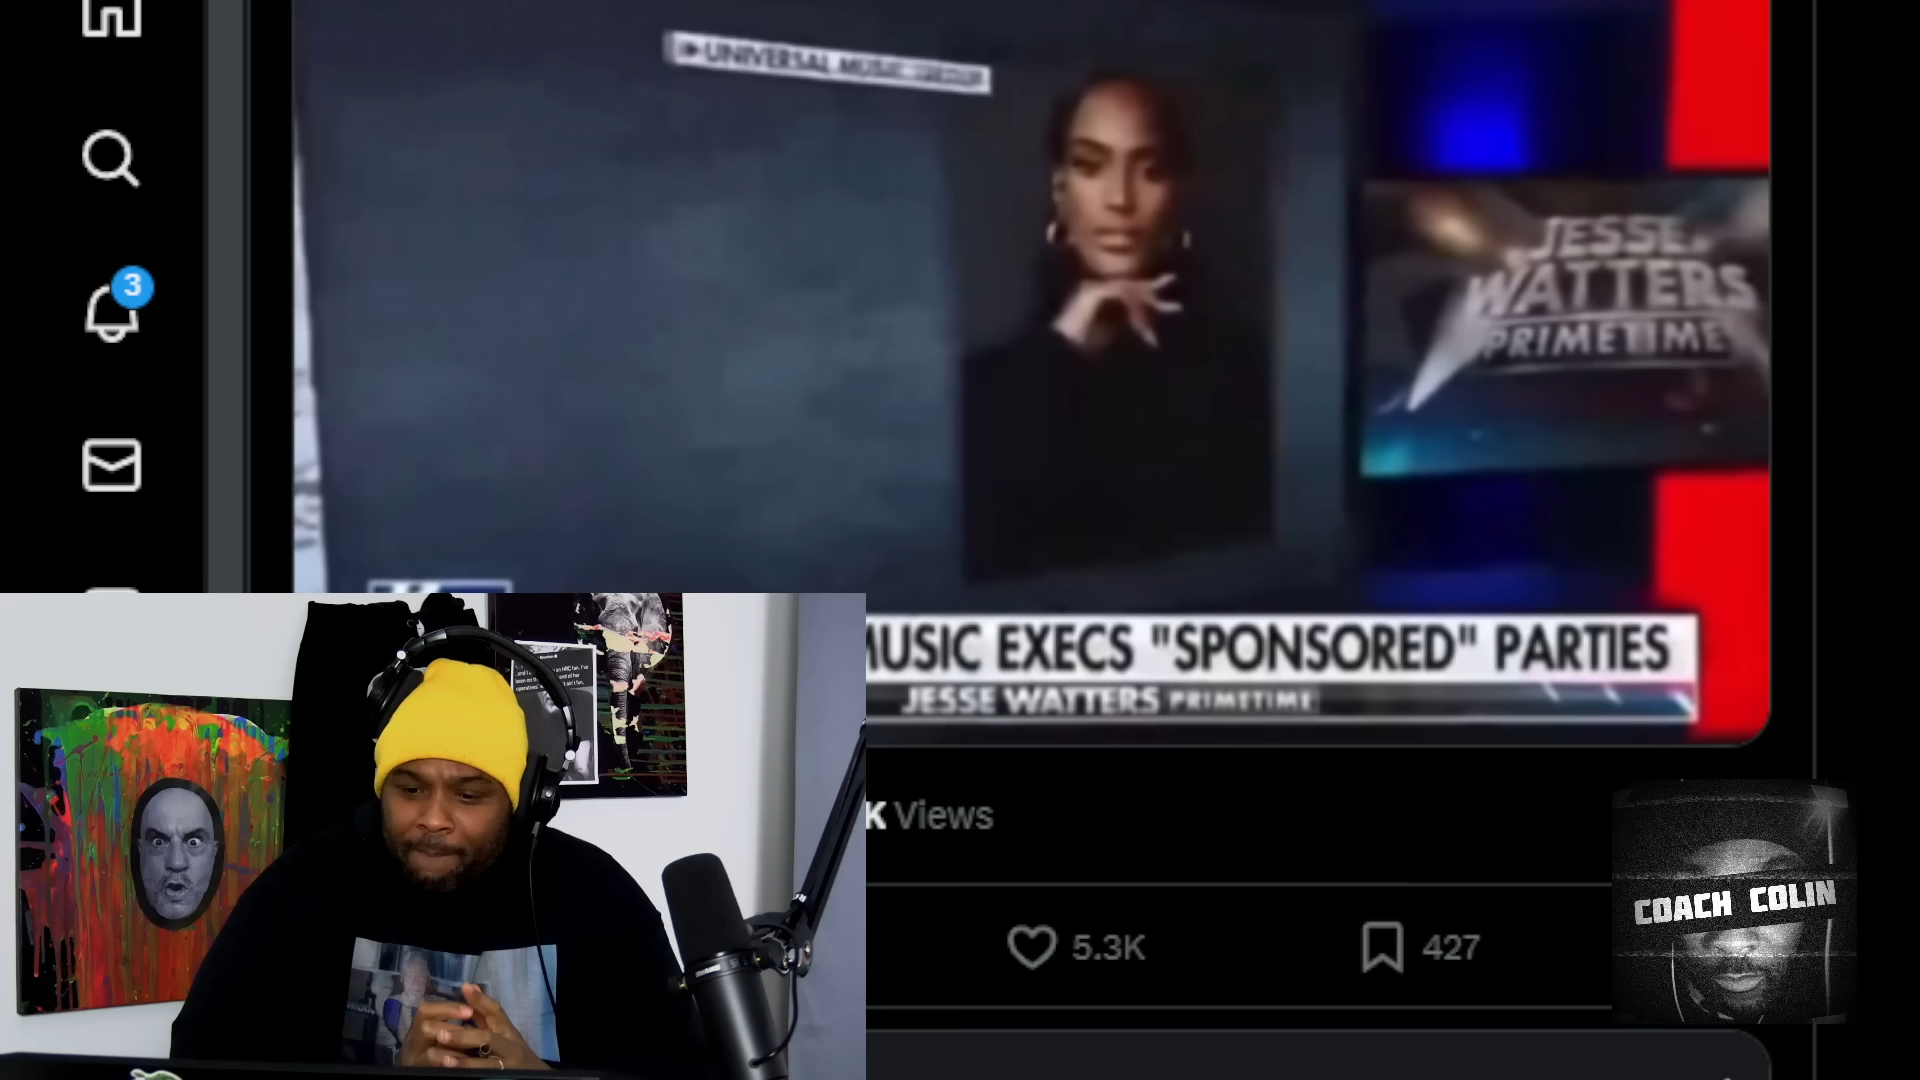 UNIVERSAL MUSIC GROUP
3
JESSE
WATTERS
PRIMETIME
MUSIC EXECS "SPONSORED" PARTIES
JESSE WATTERS PRIMETIME
K Views
COACH COLIN
5.3K
427